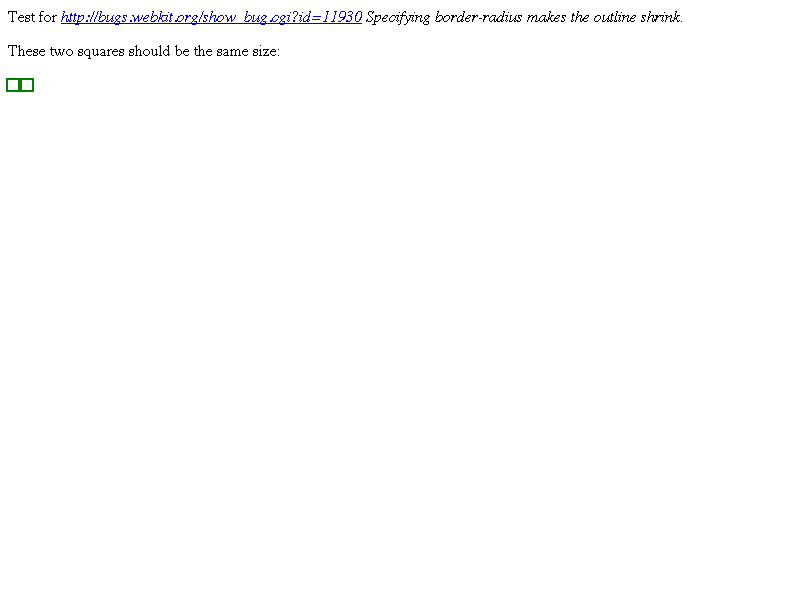 Test for http://bugs.webkit.org/show_bug.cgi?id=11930 Specifying border-radius makes the outline shrink.
These two squares should be the same size: